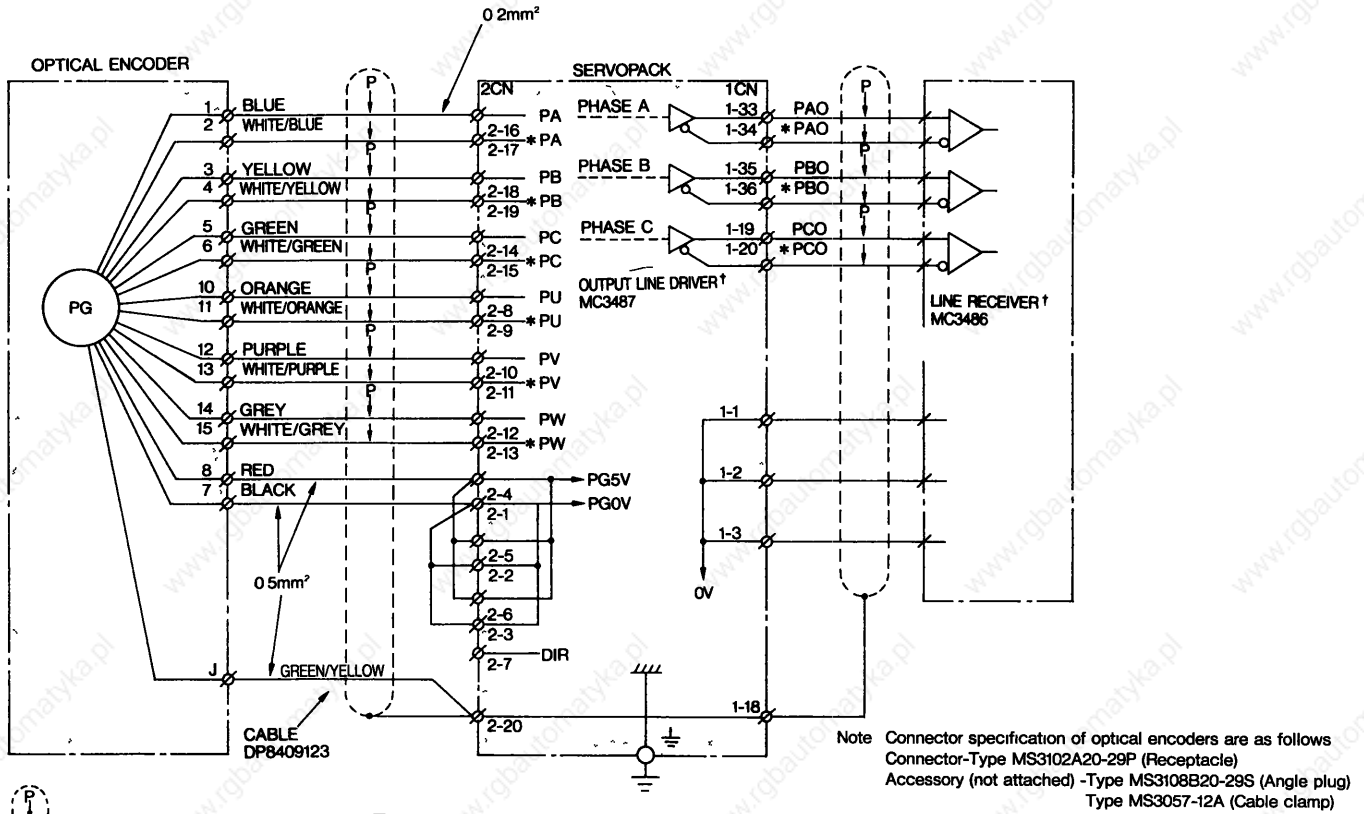 0 2mm²
OPTICAL ENCODER
SERVOPACK
2CN
1CN
P
P
1 BLUE
PA
PHASE A
1-33
PAO
2 WHITE/BLUE
2-16
*PA
1-34
*PAO
2-17
P
P
3 YELLOW
PB
PHASE B
1-35
PBO
4 WHITE/YELLOW
2-18
*PB
1-36
*PBO
2-19
P
P
5 GREEN
PC
PHASE C
1-19
PCO
6 WHITE/GREEN
2-14
*PC
1-20
*PCO
2-15
P
10 ORANGE
PU
OUTPUT LINE DRIVER†
MC3487
11 WHITE/ORANGE
2-8
*PU
2-9
LINE RECEIVER†
MC3486
PG
P
12 PURPLE
PV
13 WHITE/PURPLE
2-10
*PV
2-11
P
14 GREY
PW
1-1
15 WHITE/GREY
2-12
*PW
2-13
8 RED
PG5V
1-2
7 BLACK
2-4
PG0V
2-1
1-3
2-5
2-2
0 5mm²
0V
2-6
2-3
2-7
DIR
J
GREEN/YELLOW
1-18
2-20
CABLE
DP8409123
Note Connector specification of optical encoders are as follows
Connector-Type MS3102A20-29P (Receptacle)
Accessory (not attached) -Type MS3108B20-29S (Angle plug)
Type MS3057-12A (Cable clamp)
P
www.rgbautomatyka.pl